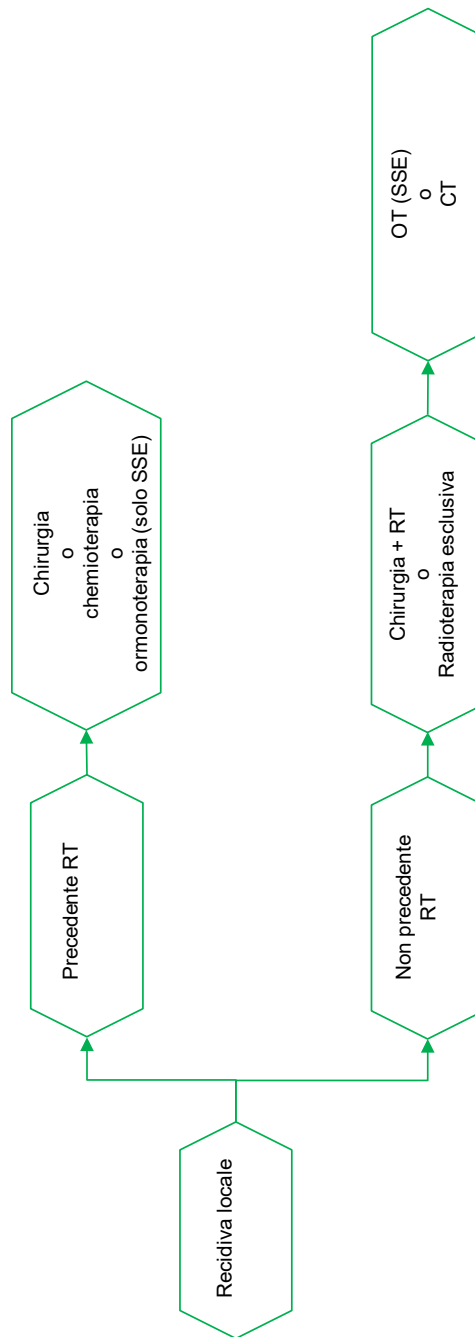 Recidiva locale
Precedente RT
Chirurgia
o
chemioterapia
o
ormonoterapia (solo SSE)
Non precedente
RT
Chirurgia + RT
o
Radioterapia esclusiva
OT (SSE)
o
CT